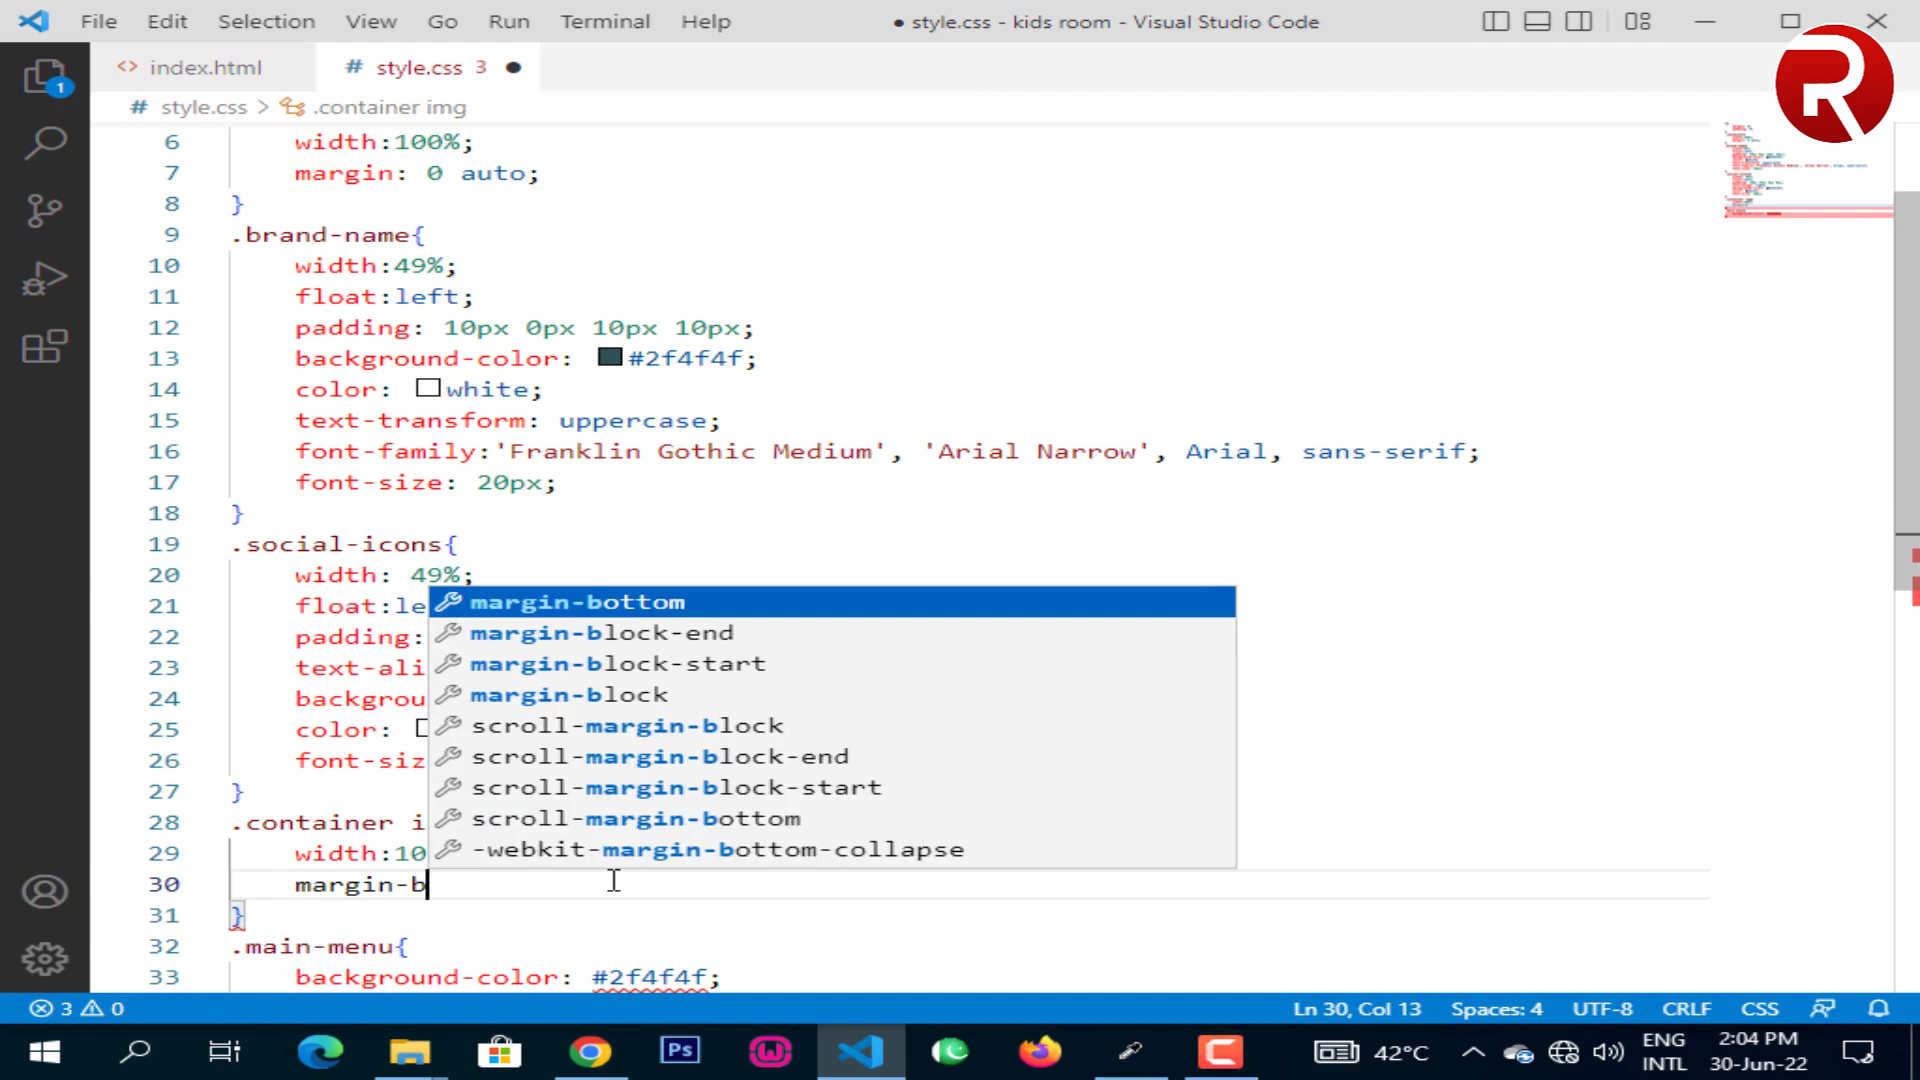 File Edit Selection View Go Run Terminal Help ● style.css - kids room - Visual Studio Code
R
1
<> index.html # style.css 3 ●
# style.css > .container img
6 width:100%;
7 margin: 0 auto;
8 }
9 .brand-name{
10 width:49%;
11 float:left;
12 padding: 10px 0px 10px 10px;
13 background-color: #2f4f4f;
14 color: white;
15 text-transform: uppercase;
16 font-family:'Franklin Gothic Medium', 'Arial Narrow', Arial, sans-serif;
17 font-size: 20px;
18 }
19 .social-icons{
20 width: 49%;
21 float:le
22 padding:
23 text-ali
24 backgrou
25 color:
26 font-siz
27 }
28 .container i
29 width:10
30 margin-b
31 }
32 .main-menu{
33 background-color: #2f4f4f;
margin-bottom
margin-block-end
margin-block-start
margin-block
scroll-margin-block
scroll-margin-block-end
scroll-margin-block-start
scroll-margin-bottom
-webkit-margin-bottom-collapse
3 0 Ln 30, Col 13 Spaces: 4 UTF-8 CRLF CSS
Ps 42°C ENG 2:04 PM
INTL 30-Jun-22